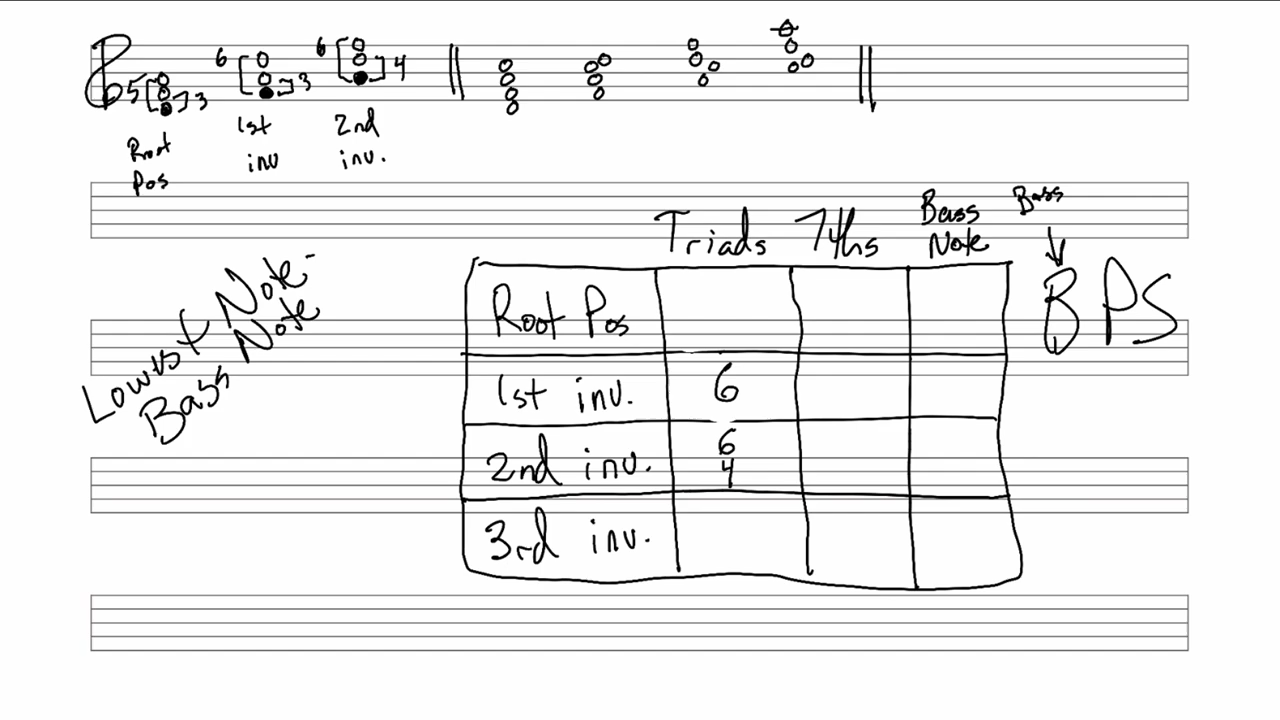 6 6
5 3 3 4
Root
Pos
1st
inv
2nd
inv.
Lowest Note -
Bass Note
Triads 7ths Bass
Note
Bass
BPS
Root Pos
1st inv. 6
2nd inv. 6
4
3rd inv.